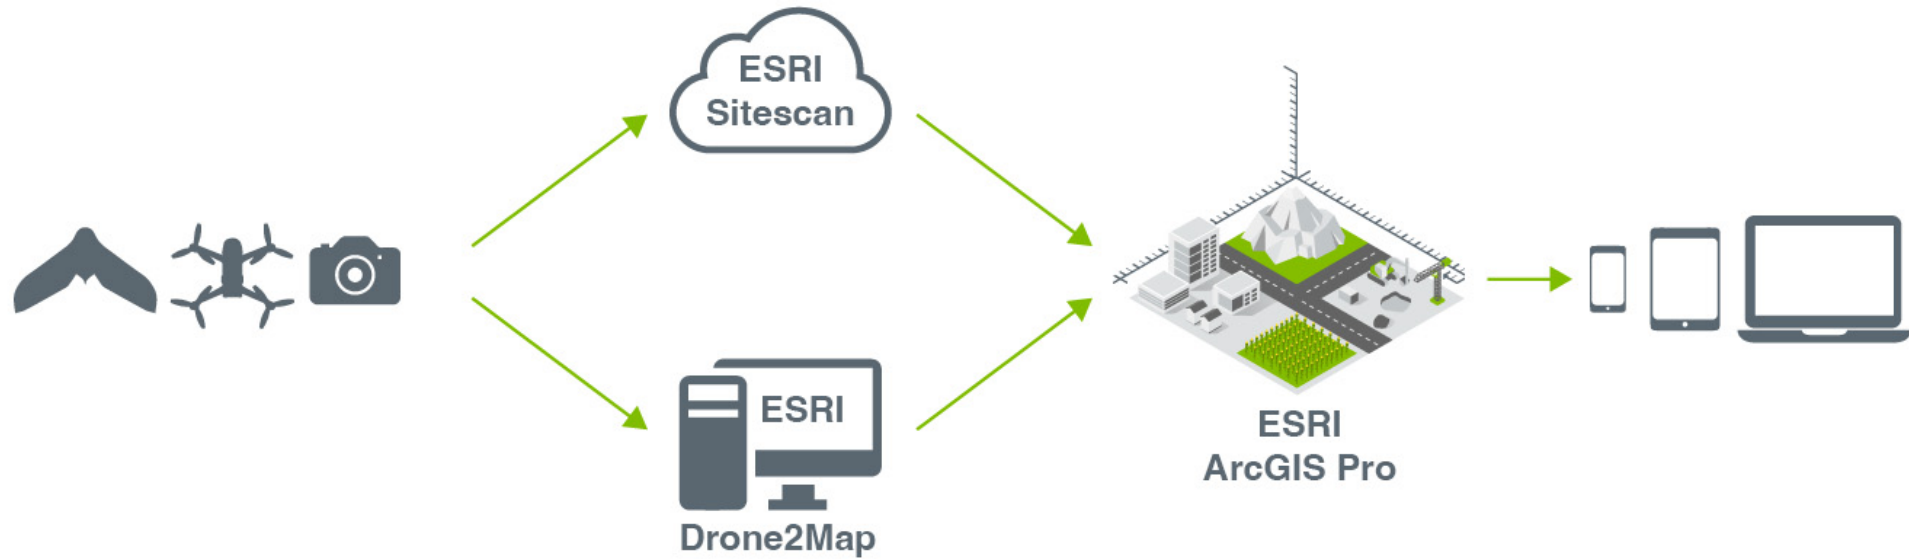 ESRI
Sitescan
ESRI
Drone2Map
ESRI
ArcGIS Pro